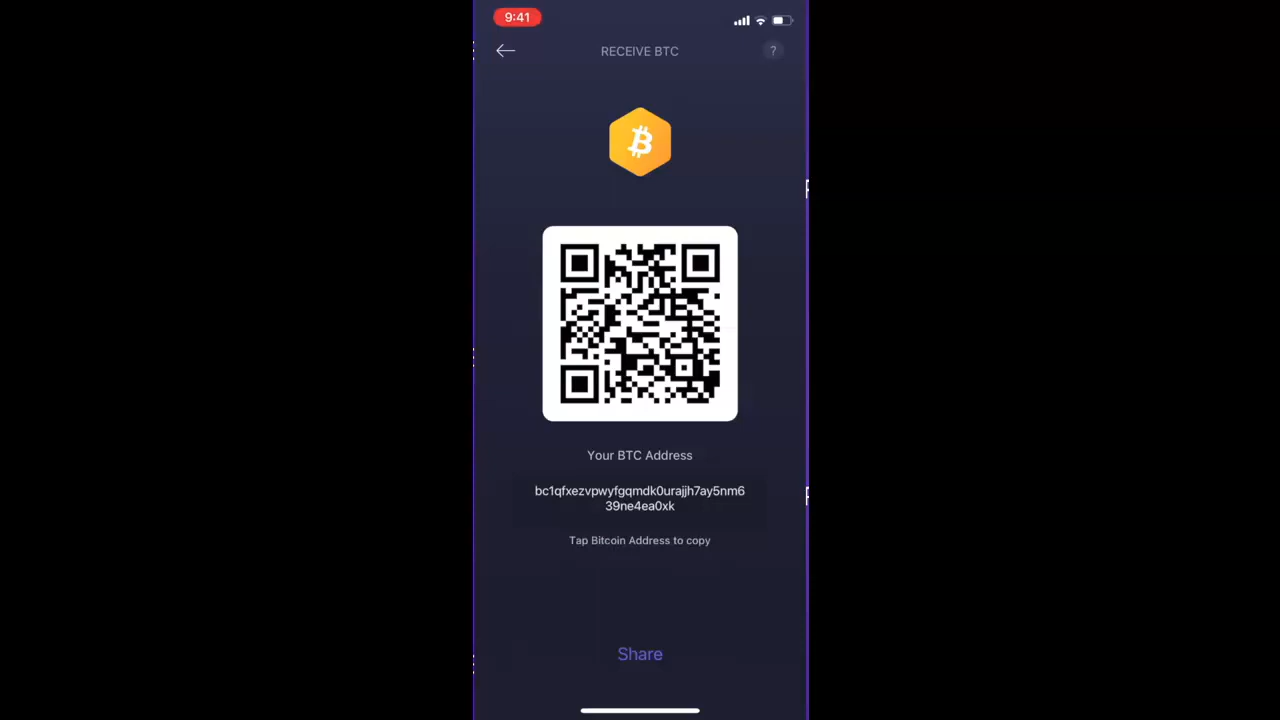 9:41
RECEIVE BTC
?
Your BTC Address
bc1qfxezvpwyfgqmdk0urajjh7ay5nm6
39ne4ea0xk
Tap Bitcoin Address to copy
Share